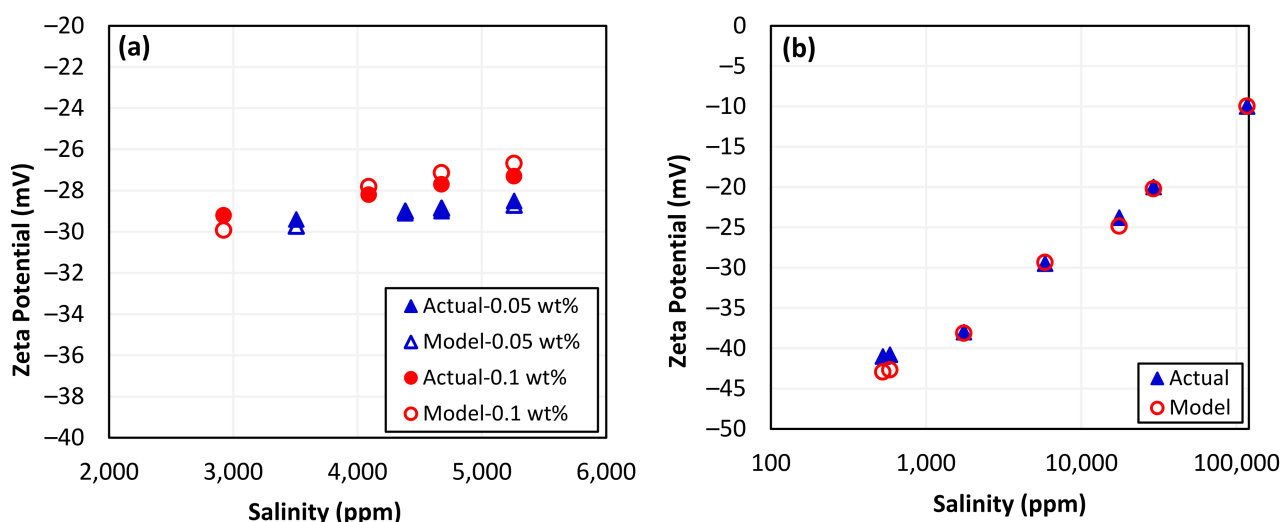 (a)
−20
−22
−24
−26
−28
−30
−32
−34
−36
−38
−40
Zeta Potential (mV)
Actual-0.05 wt%
Model-0.05 wt%
Actual-0.1 wt%
Model-0.1 wt%
2,000 3,000 4,000 5,000 6,000
Salinity (ppm)
(b)
0
−5
−10
−15
−20
−25
−30
−35
−40
−45
−50
Zeta Potential (mV)
Actual
Model
100 1,000 10,000 100,000
Salinity (ppm)